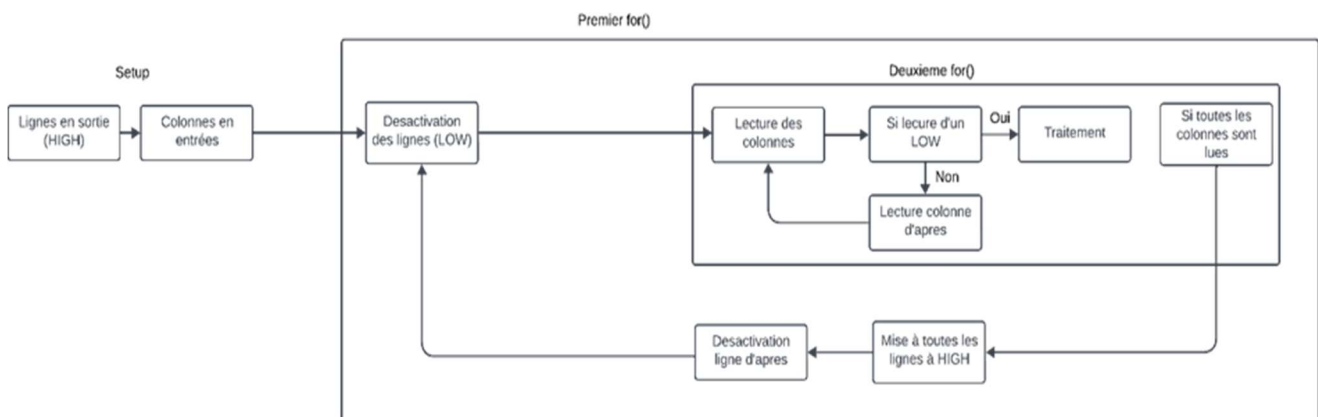 Premier for()
Setup
Deuxieme for()
Lignes en sortie
(HIGH)
Colonnes en
entrées
Desactivation
des lignes (LOW)
Lecture des
colonnes
Si lecure d'un
LOW
Oui
Traitement
Si toutes les
colonnes sont
lues
Non
Lecture colonne
d'apres
Desactivation
ligne d'apres
Mise à toutes les
lignes à HIGH